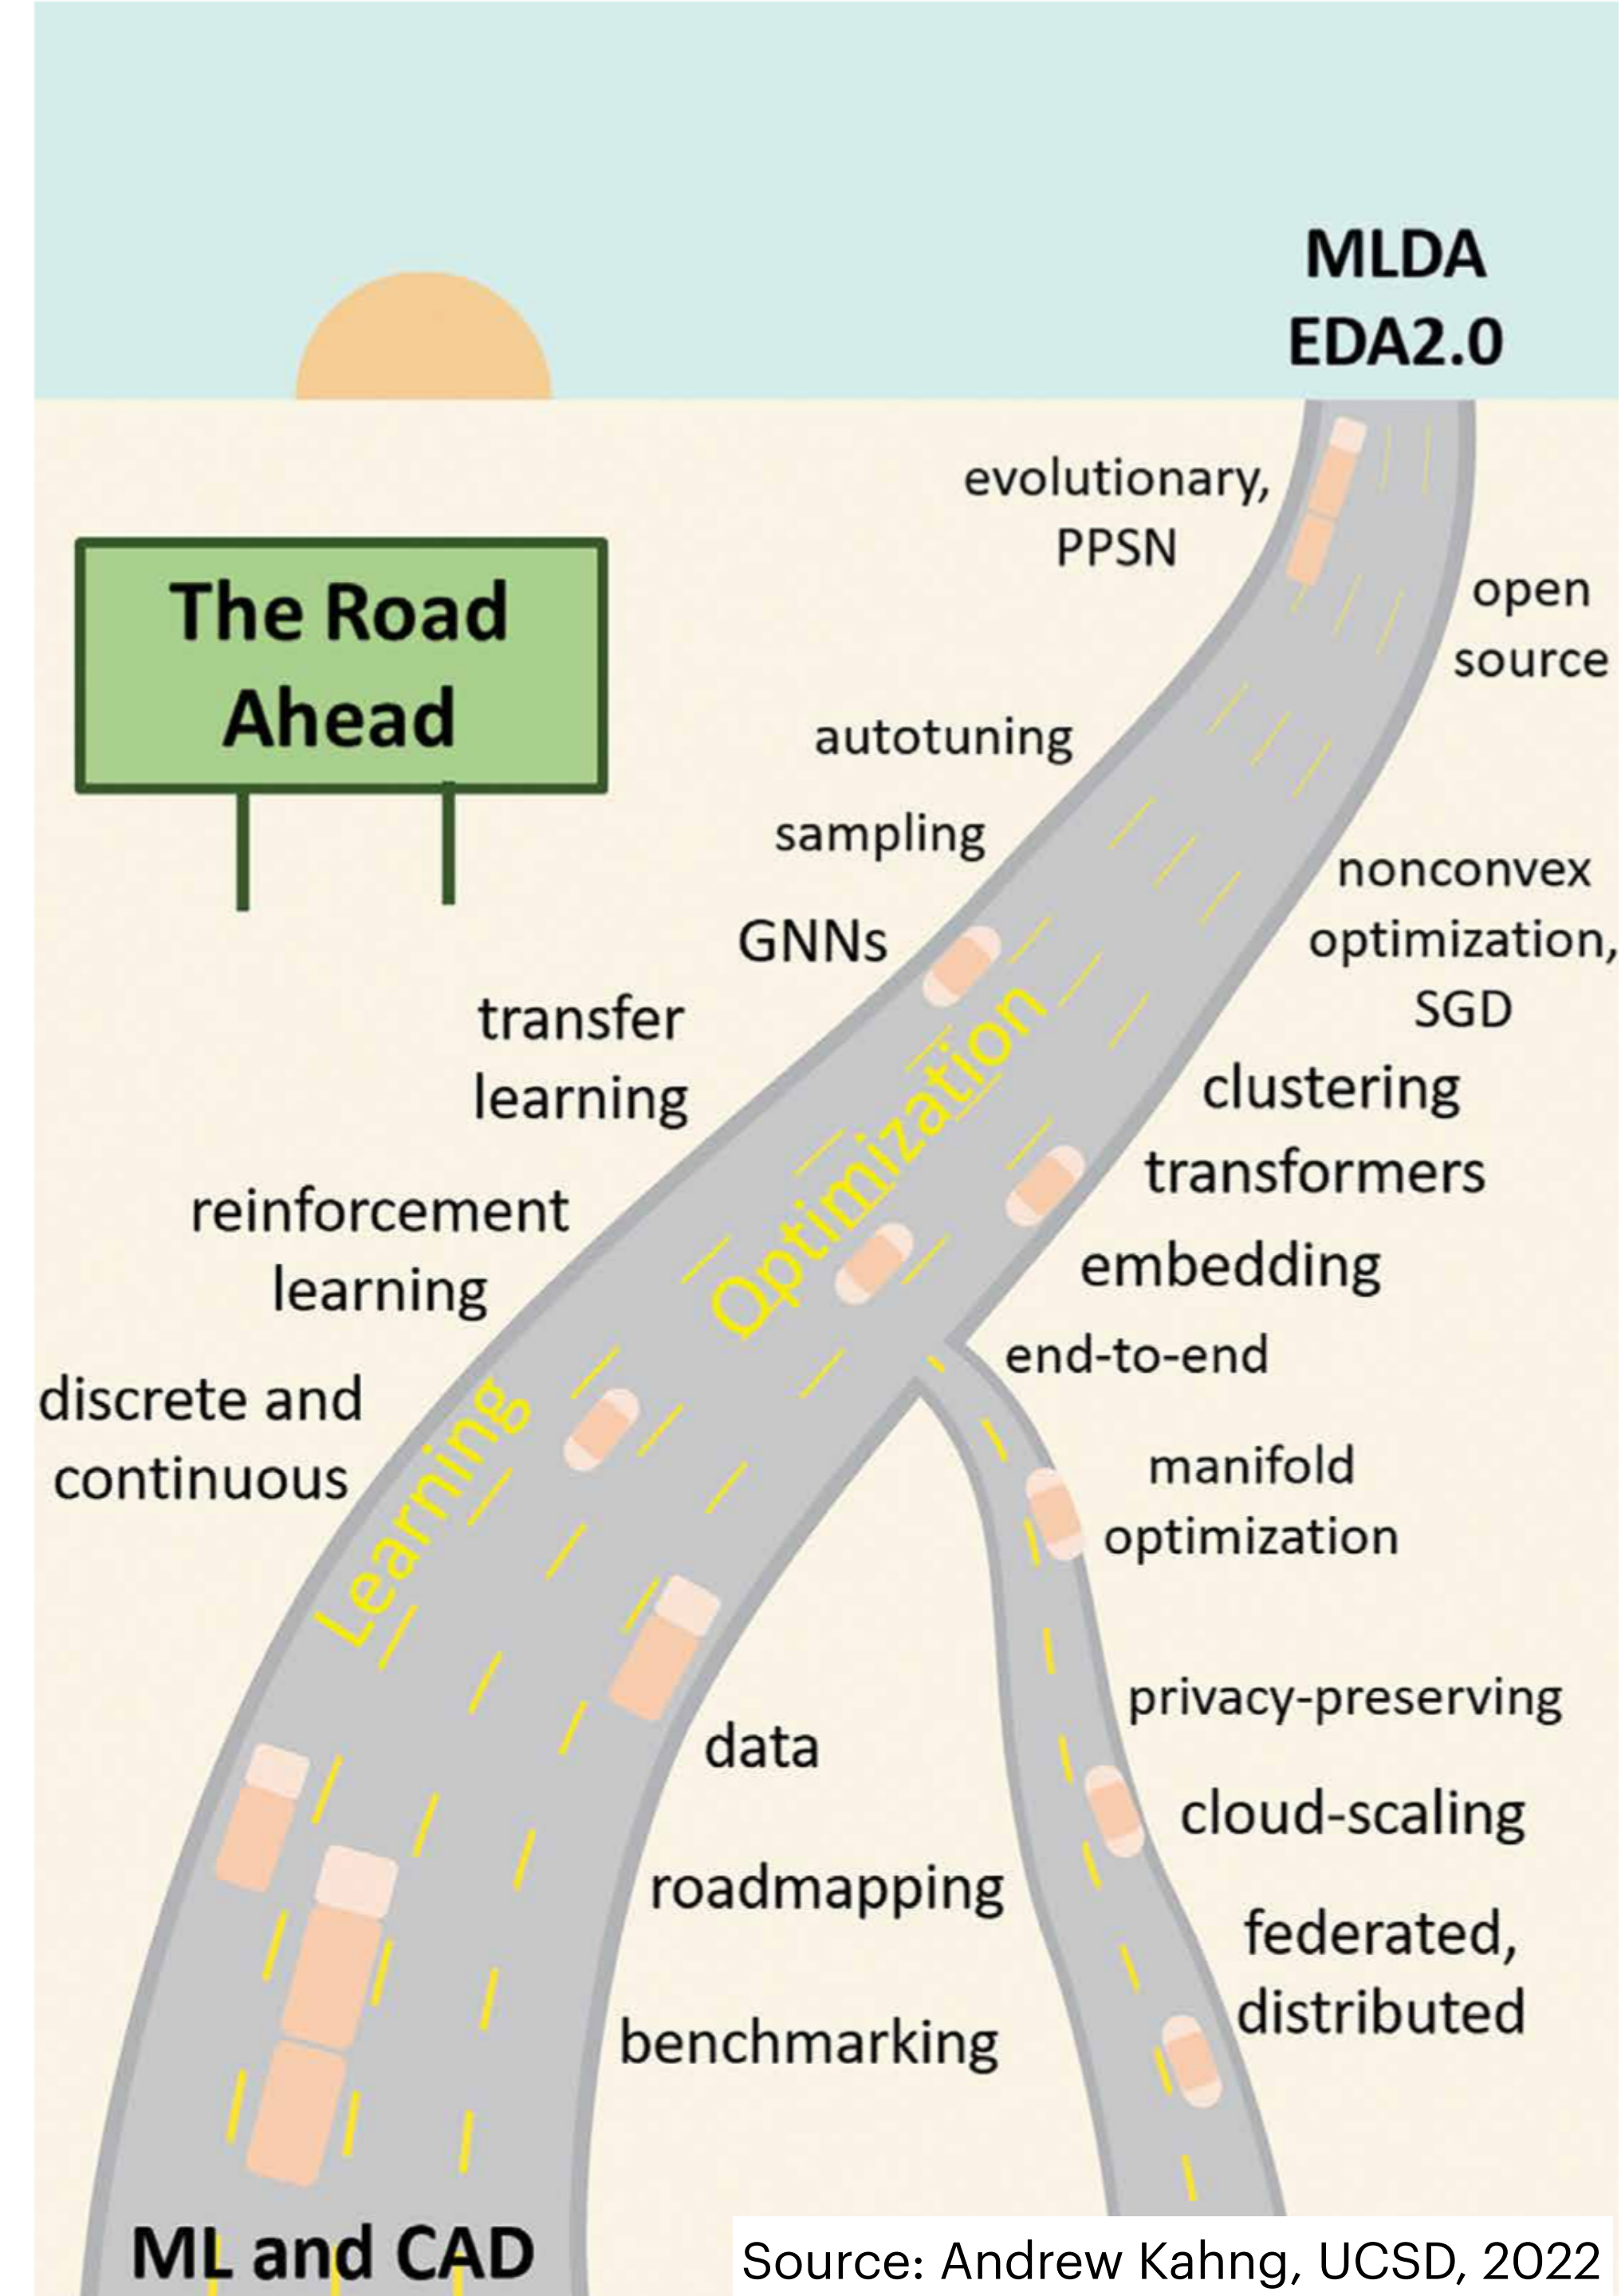 MLDA
EDA2.0
evolutionary,
PPSN
open
source
The Road
Ahead
autotuning
sampling
nonconvex
optimization,
SGD
GNNs
transfer
learning
clustering
transformers
embedding
reinforcement
learning
Optimization
end-to-end
discrete and
continuous
Learning
manifold
optimization
privacy-preserving
data
cloud-scaling
roadmapping
federated,
distributed
benchmarking
ML and CAD
Source: Andrew Kahng, UCSD, 2022